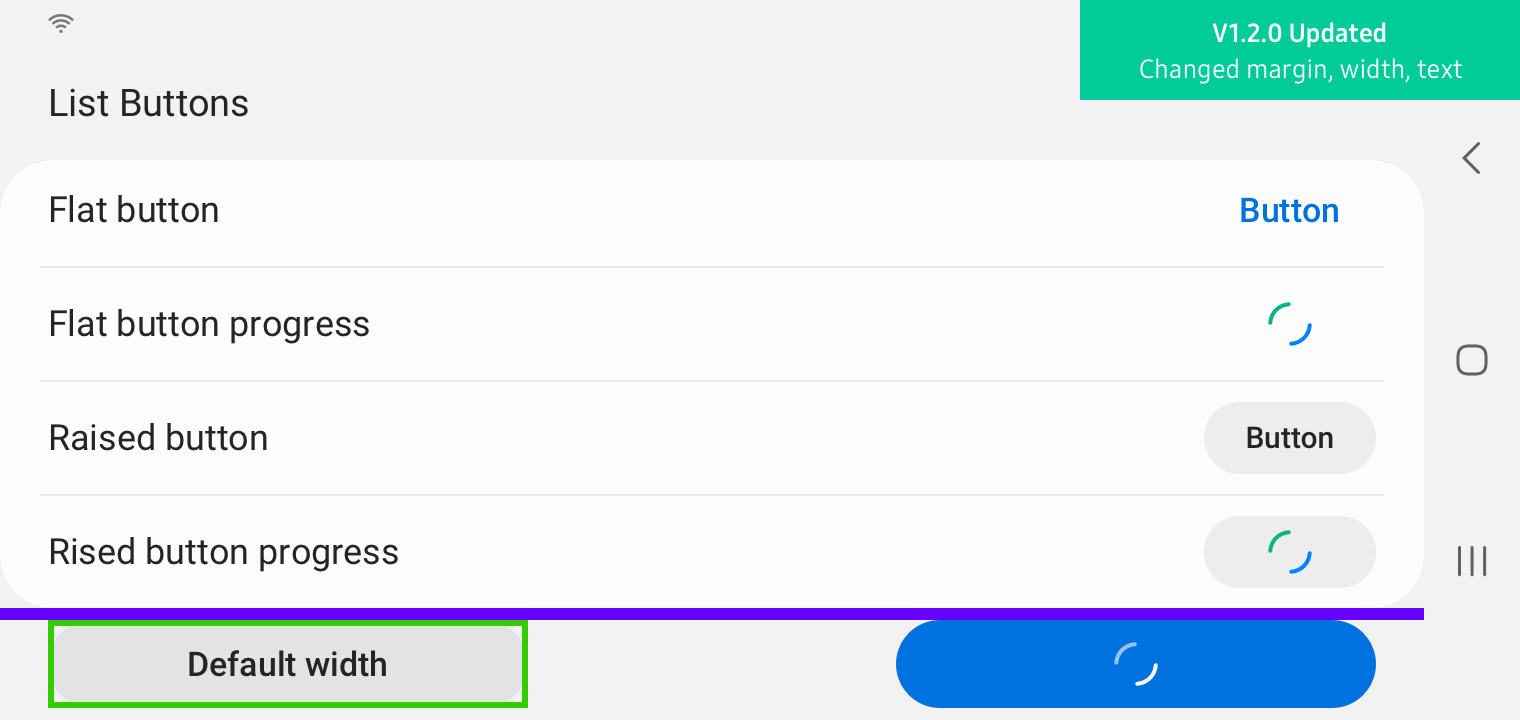 V1.2.0 Updated
Changed margin, width, text
List Buttons
Flat button
Button
Flat button progress
Raised button
Button
Rised button progress
Default width